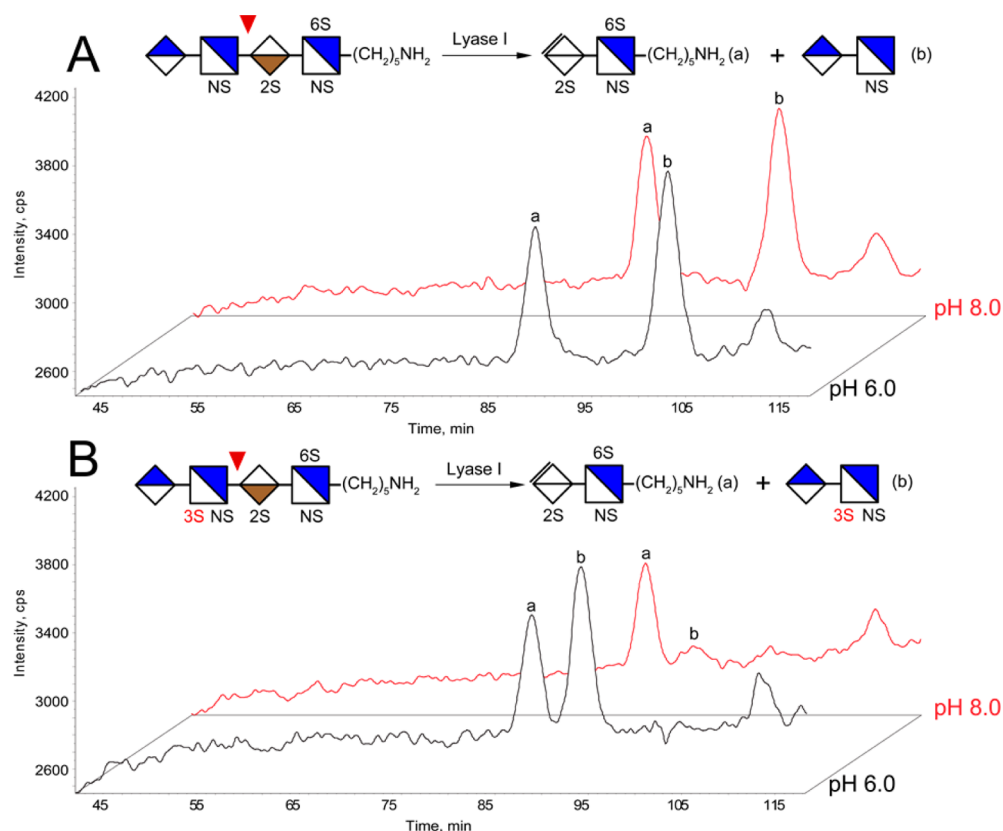 A
6S
NS
2S
NS
(CH2)5NH2
Lyase I
6S
2S
NS
(CH2)5NH2 (a)
+
NS
(b)
4200
3800
3400
3000
2600
Intensity, cps
a
b
a
b
pH 8.0
pH 6.0
45 55 65 75 85 95 105 115
Time, min
B
6S
3S NS
2S
NS
(CH2)5NH2
Lyase I
6S
2S
NS
(CH2)5NH2 (a)
+
3S NS
(b)
4200
3800
3400
3000
2600
Intensity, cps
a
b
a
b
pH 8.0
pH 6.0
45 55 65 75 85 95 105 115
Time, min